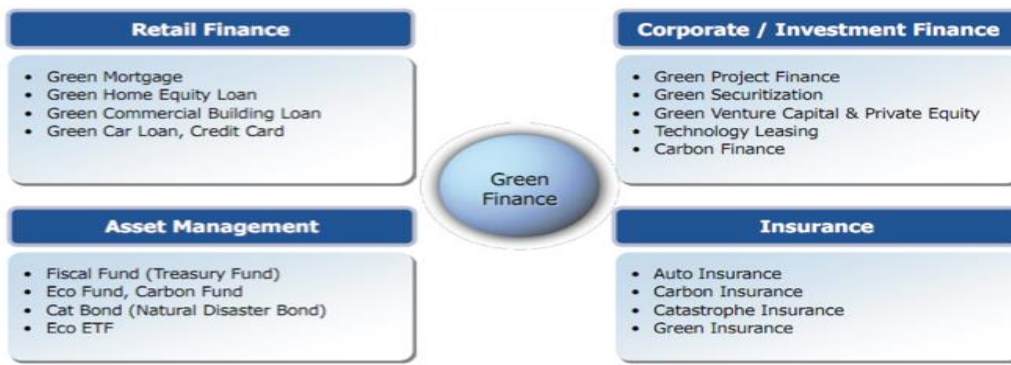 Retail Finance
• Green Mortgage
• Green Home Equity Loan
• Green Commercial Building Loan
• Green Car Loan, Credit Card
Corporate / Investment Finance
• Green Project Finance
• Green Securitization
• Green Venture Capital & Private Equity
• Technology Leasing
• Carbon Finance
Green
Finance
Asset Management
• Fiscal Fund (Treasury Fund)
• Eco Fund, Carbon Fund
• Cat Bond (Natural Disaster Bond)
• Eco ETF
Insurance
• Auto Insurance
• Carbon Insurance
• Catastrophe Insurance
• Green Insurance